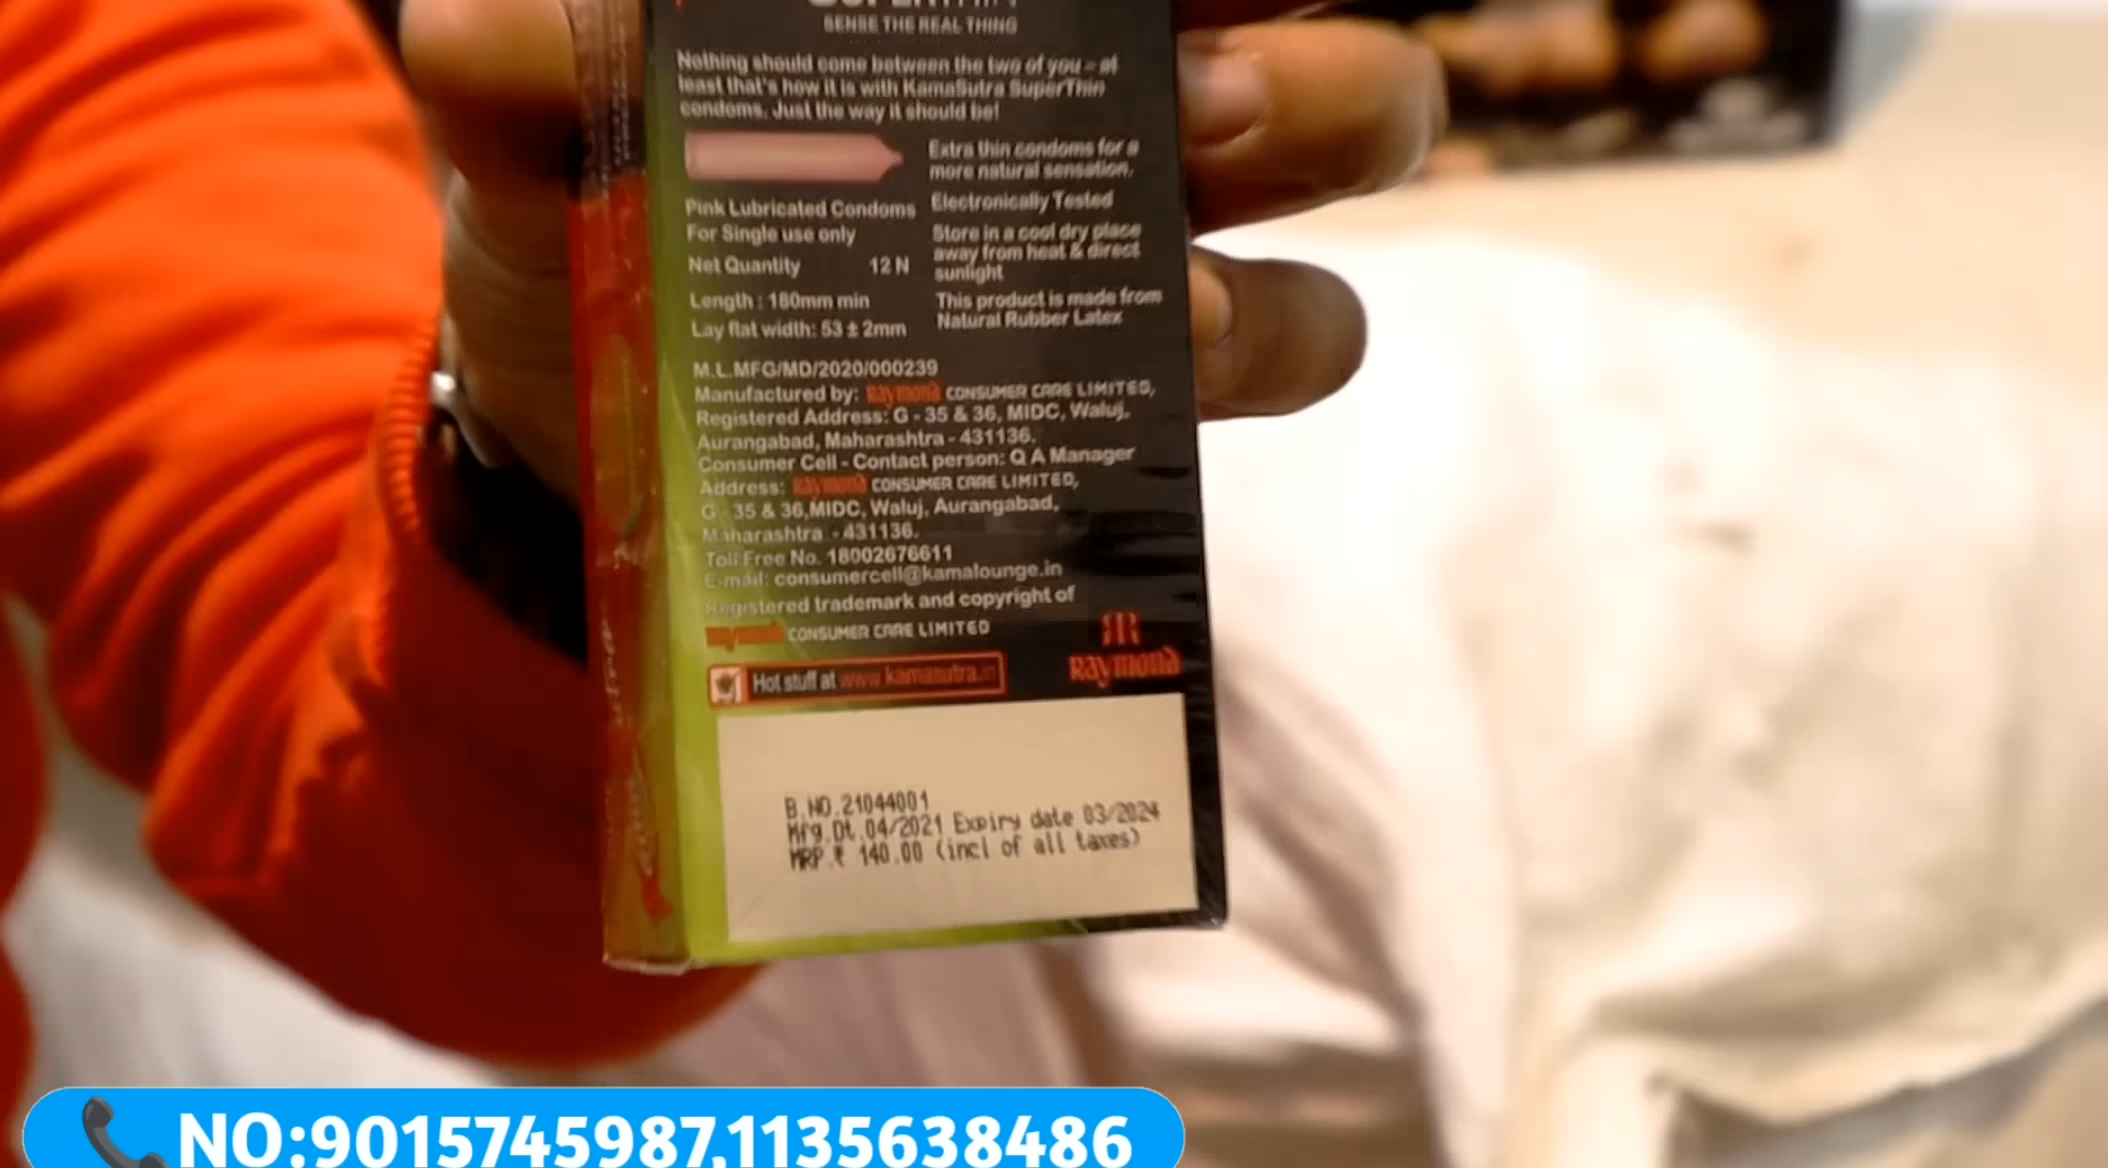 SUPERTHIN
SENSE THE REAL THING
Nothing should come between the two of you – at
least that's how it is with KamaSutra SuperThin
condoms. Just the way it should be!
Extra thin condoms for a
more natural sensation.
Pink Lubricated Condoms
Electronically Tested
For Single use only
Store in a cool dry place
away from heat & direct
sunlight
Net Quantity 12 N
Length : 180mm min
This product is made from
Natural Rubber Latex
Lay flat width: 53 ± 2mm
M.L.MFG/MD/2020/000239
Manufactured by: Raymond CONSUMER CARE LIMITED,
Registered Address: G - 35 & 36, MIDC, Waluj,
Aurangabad, Maharashtra - 431136.
Consumer Cell - Contact person: Q A Manager
Address: Raymond CONSUMER CARE LIMITED,
G - 35 & 36,MIDC, Waluj, Aurangabad,
Maharashtra - 431136.
Toll Free No. 18002676611
E-mail: consumercell@kamalounge.in
Registered trademark and copyright of
Raymond CONSUMER CARE LIMITED
Hot stuff at www.kamasutra.in
Raymond
B.NO.21044001
Mfg.Dt.04/2021 Expiry date 03/2024
MRP.₹ 140.00 (incl of all taxes)
NO:9015745987,1135638486